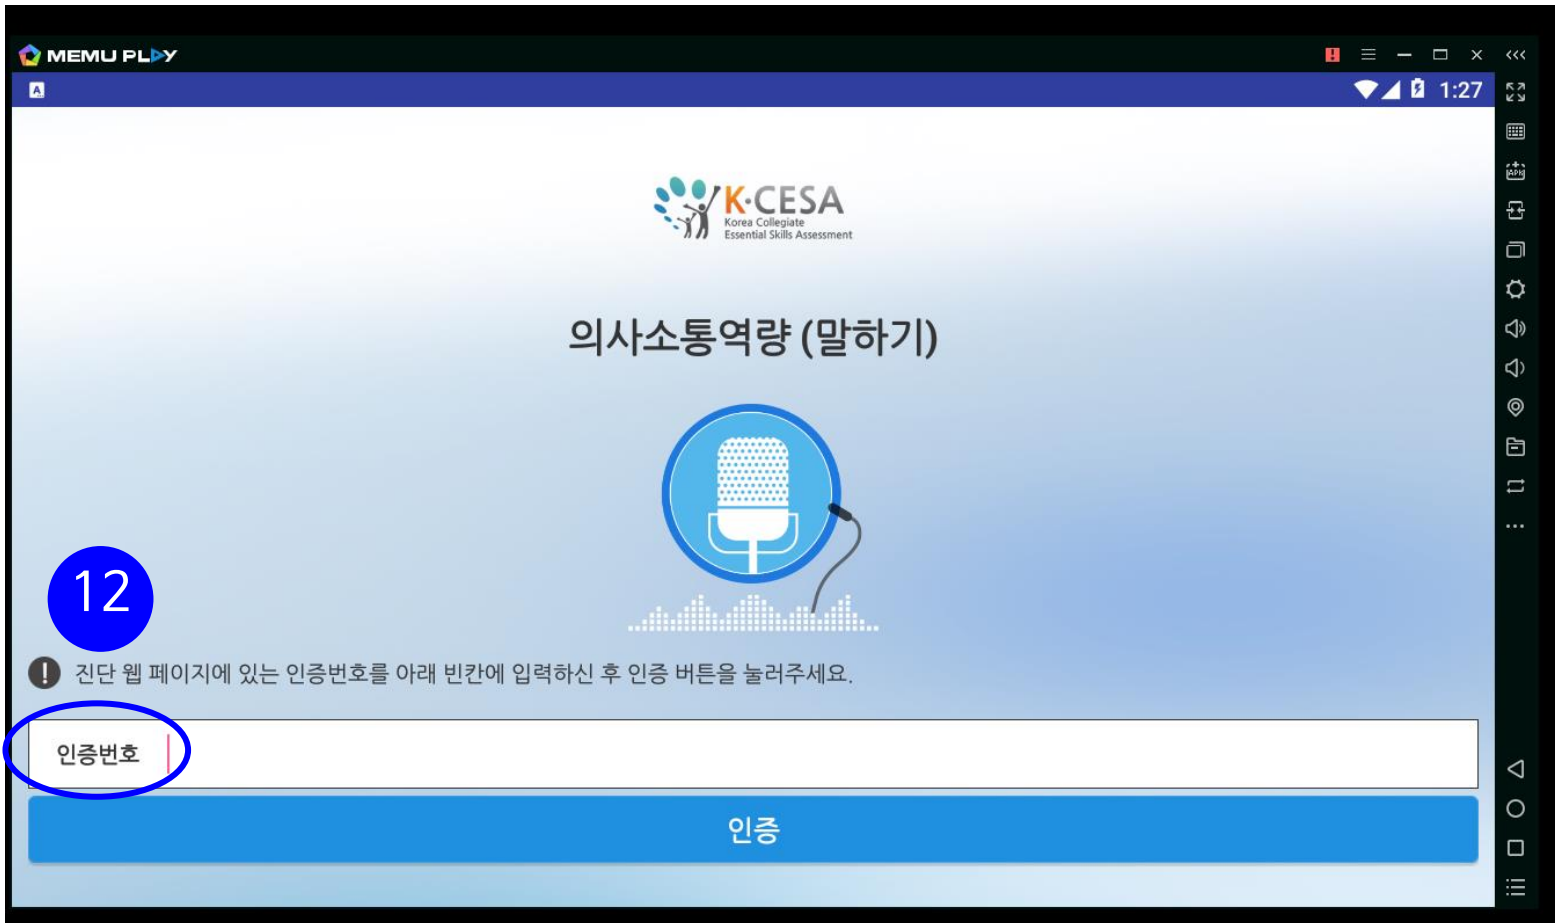 MEMU PLAY
1:27
K·CESA
Korea Collegiate
Essential Skills Assessment
의사소통역량 (말하기)
12
진단 웹 페이지에 있는 인증번호를 아래 빈칸에 입력하신 후 인증 버튼을 눌러주세요.
인증번호
인증